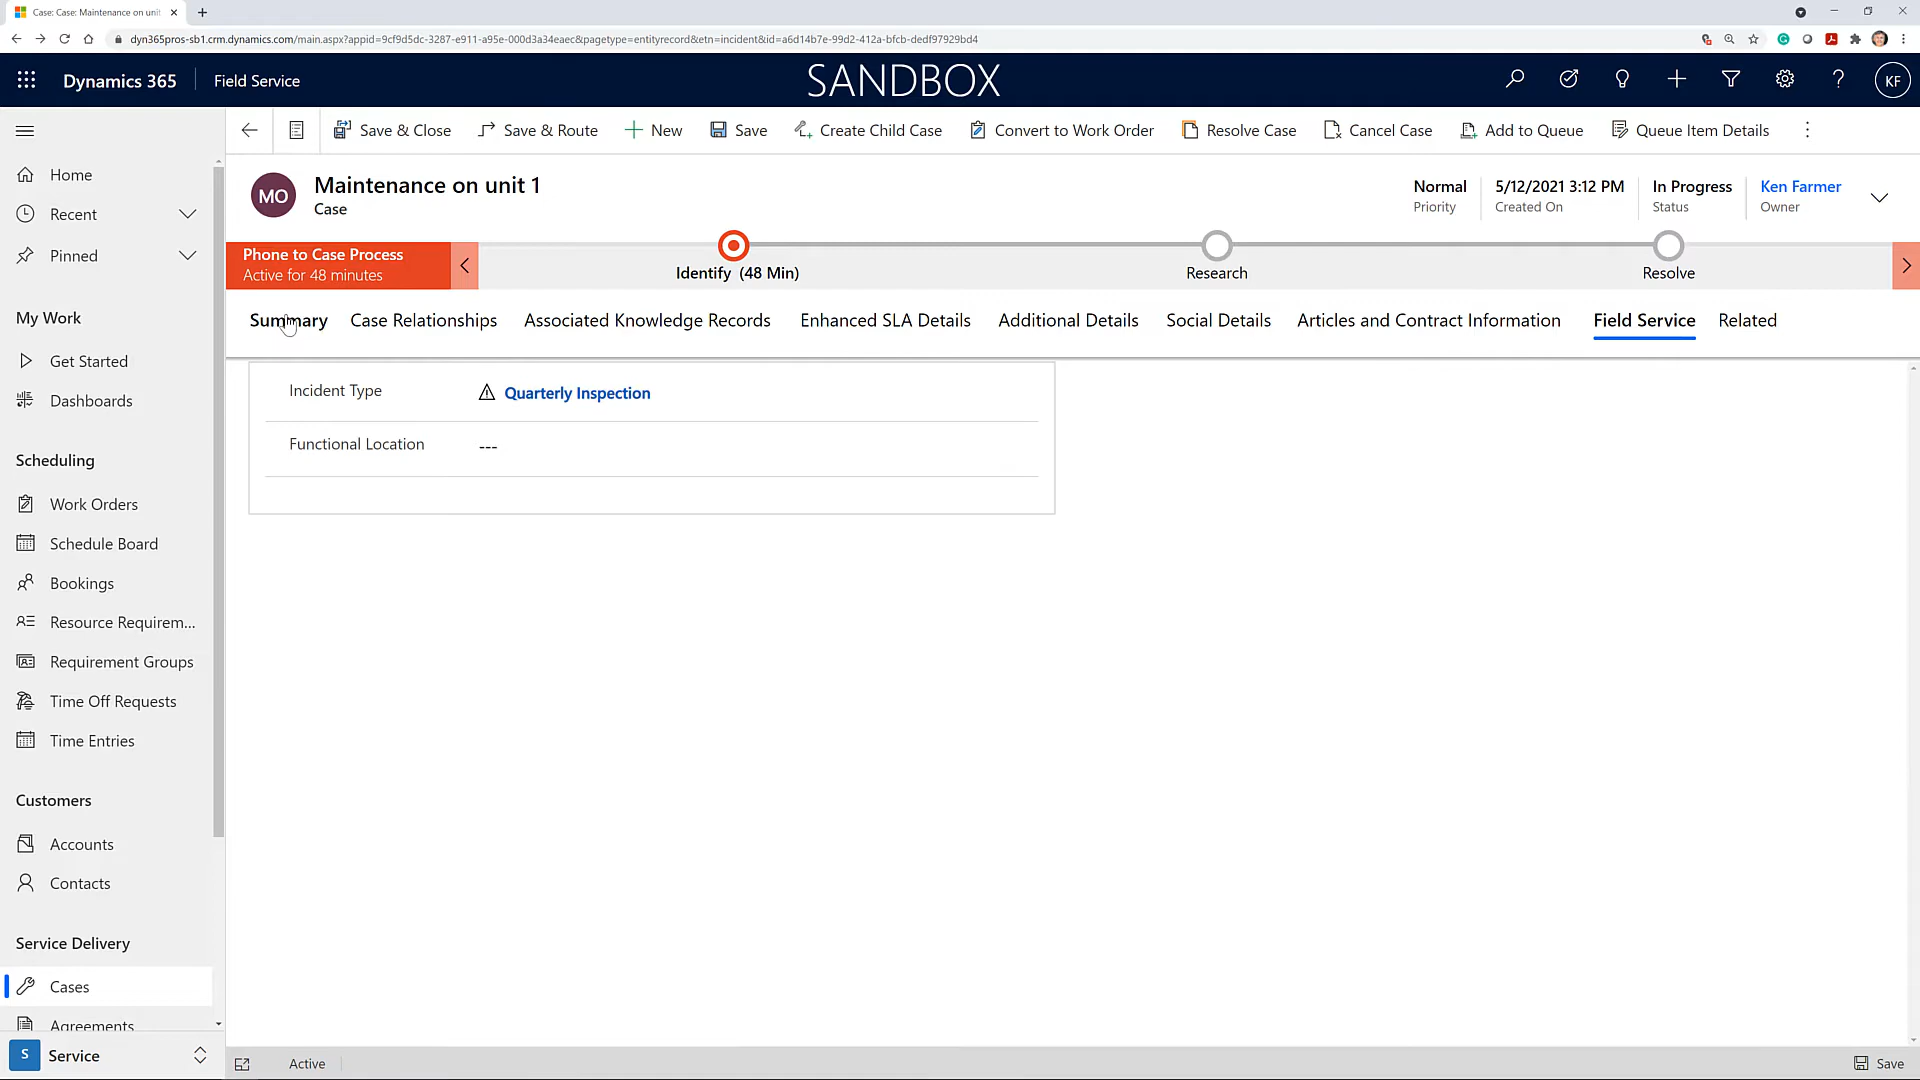 Case: Case: Maintenance on unit
dyn365pros-sb1.crm.dynamics.com/main.aspx?appid=9cf9d5dc-3287-e911-a95e-000d3a34eaec&pagetype=entityrecord&etn=incident&id=a6d14b7e-99d2-412a-bfcb-dedf97929bd4
Dynamics 365
Field Service
SANDBOX
KF
Save & Close
Save & Route
New
Save
Create Child Case
Convert to Work Order
Resolve Case
Cancel Case
Add to Queue
Queue Item Details
Home
Recent
Pinned
My Work
Get Started
Dashboards
Scheduling
Work Orders
Schedule Board
Bookings
Resource Requirem...
Requirement Groups
Time Off Requests
Time Entries
Customers
Accounts
Contacts
Service Delivery
Cases
Agreements
S
Service
MO
Maintenance on unit 1
Case
Normal
Priority
5/12/2021 3:12 PM
Created On
In Progress
Status
Ken Farmer
Owner
Phone to Case Process
Active for 48 minutes
Identify (48 Min)
Research
Resolve
Summary
Case Relationships
Associated Knowledge Records
Enhanced SLA Details
Additional Details
Social Details
Articles and Contract Information
Field Service
Related
Incident Type
Quarterly Inspection
Functional Location
---
Active
Save